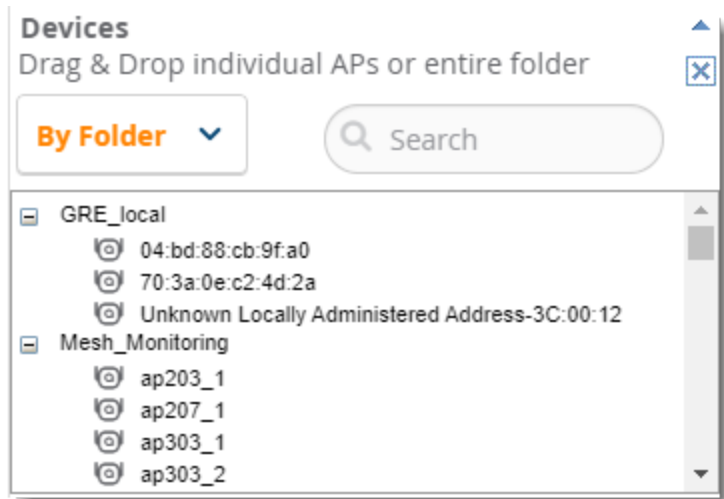 Devices
Drag & Drop individual APs or entire folder
By Folder
Search
GRE_local
04:bd:88:cb:9f:a0
70:3a:0e:c2:4d:2a
Unknown Locally Administered Address-3C:00:12
Mesh_Monitoring
ap203_1
ap207_1
ap303_1
ap303_2